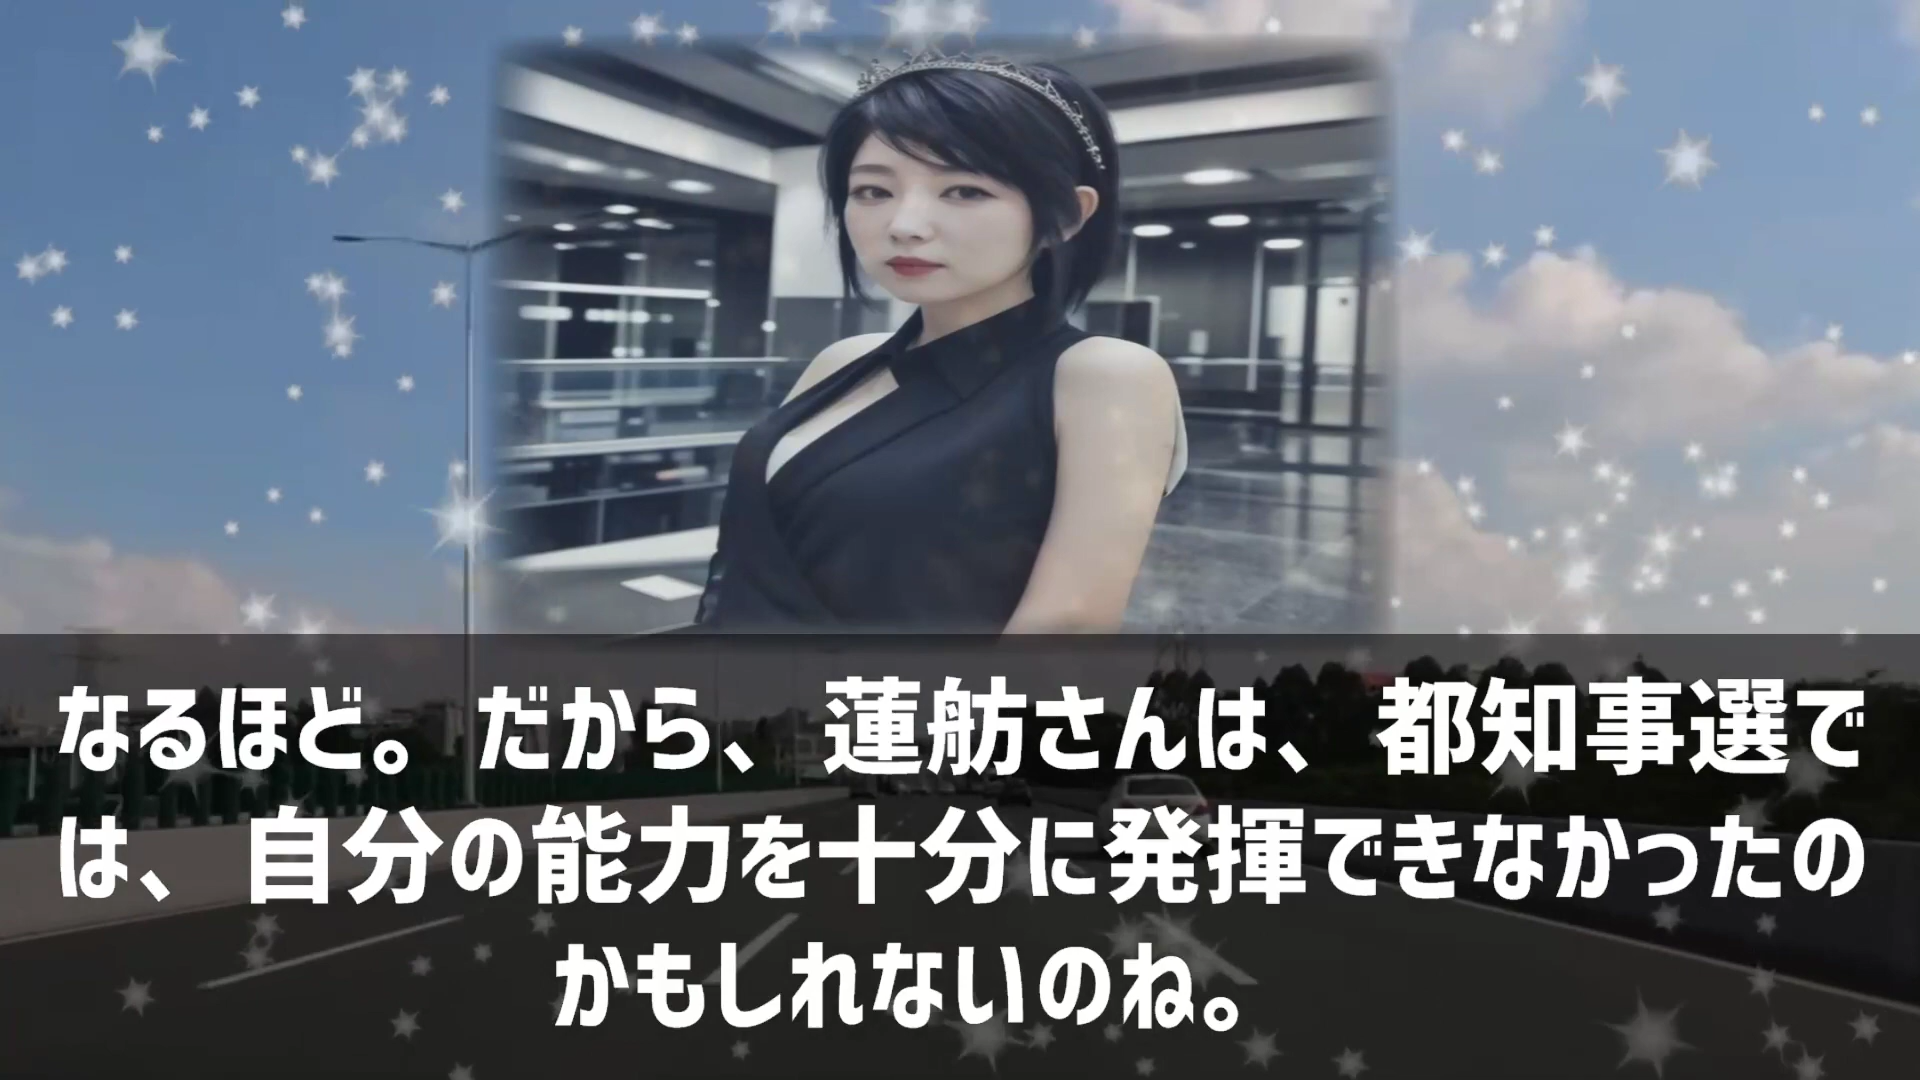 なるほど。だから、蓮舫さんは、都知事選で
は、自分の能力を十分に発揮できなかったの
かもしれないのね。